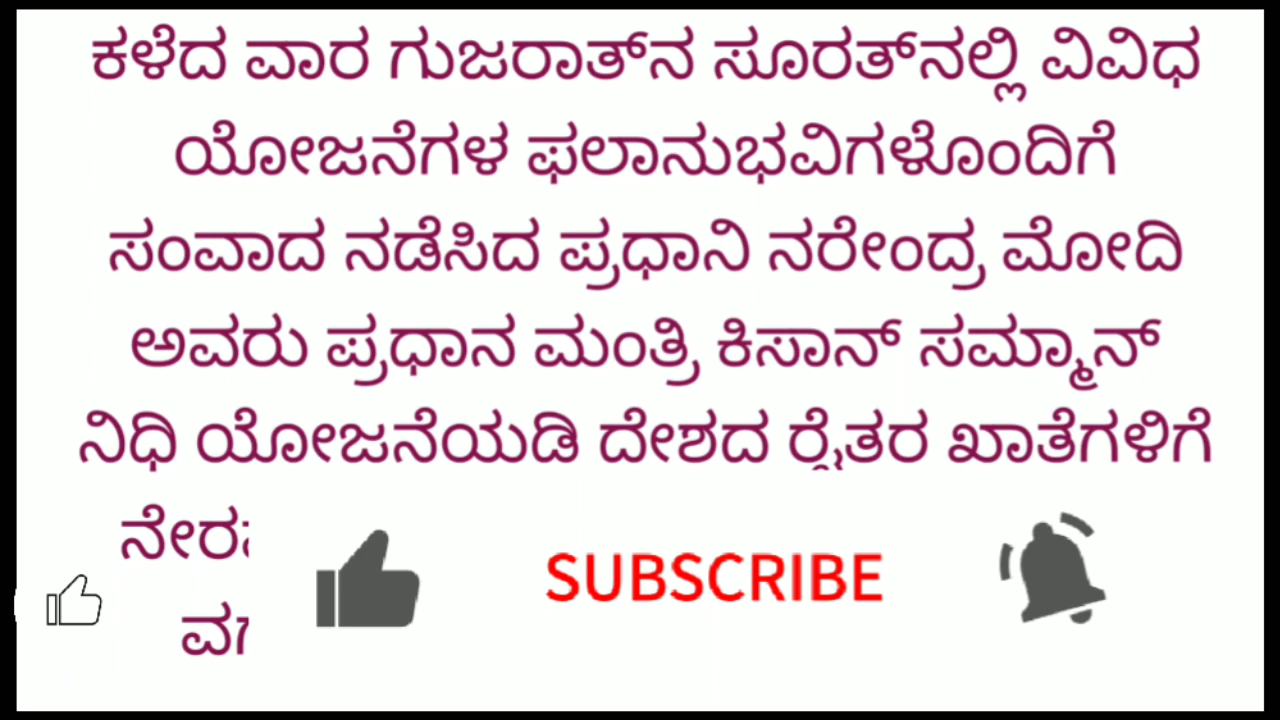 ಕಳೆದ ವಾರ ಗುಜರಾತ್‌ನ ಸೂರತ್‌ನಲ್ಲಿ ವಿವಿಧ
ಯೋಜನೆಗಳ ಫಲಾನುಭವಿಗಳೊಂದಿಗೆ
ಸಂವಾದ ನಡೆಸಿದ ಪ್ರಧಾನಿ ನರೇಂದ್ರ ಮೋದಿ
ಅವರು ಪ್ರಧಾನ ಮಂತ್ರಿ ಕಿಸಾನ್ ಸಮ್ಮಾನ್
ನಿಧಿ ಯೋಜನೆಯಡಿ ದೇಶದ ರೈತರ ಖಾತೆಗಳಿಗೆ
SUBSCRIBE